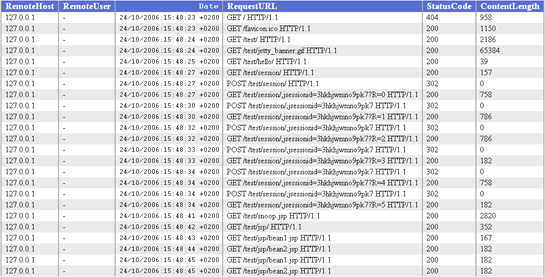 RemoteHost RemoteUser Date RequestURL StatusCode ContentLength
127.0.0.1 - 24/10/2006:15:48:23 +0200 GET / HTTP/1.1 404 958
127.0.0.1 - 24/10/2006:15:48:24 +0200 GET /favicon.ico HTTP/1.1 200 1150
127.0.0.1 - 24/10/2006:15:48:24 +0200 GET /test/ HTTP/1.1 200 2186
127.0.0.1 - 24/10/2006:15:48:24 +0200 GET /test/jetty_banner.gif HTTP/1.1 200 65384
127.0.0.1 - 24/10/2006:15:48:25 +0200 GET /test/hello/ HTTP/1.1 200 39
127.0.0.1 - 24/10/2006:15:48:27 +0200 GET /test/session/ HTTP/1.1 200 157
127.0.0.1 - 24/10/2006:15:48:27 +0200 POST /test/session/ HTTP/1.1 302 0
127.0.0.1 - 24/10/2006:15:48:27 +0200 GET /test/session/;jsessionid=3hkhjwmno9pk7?R=0 HTTP/1.1 200 758
127.0.0.1 - 24/10/2006:15:48:30 +0200 POST /test/session/;jsessionid=3hkhjwmno9pk7 HTTP/1.1 302 0
127.0.0.1 - 24/10/2006:15:48:30 +0200 GET /test/session/;jsessionid=3hkhjwmno9pk7?R=1 HTTP/1.1 200 786
127.0.0.1 - 24/10/2006:15:48:32 +0200 POST /test/session/;jsessionid=3hkhjwmno9pk7 HTTP/1.1 302 0
127.0.0.1 - 24/10/2006:15:48:32 +0200 GET /test/session/;jsessionid=3hkhjwmno9pk7?R=2 HTTP/1.1 200 786
127.0.0.1 - 24/10/2006:15:48:33 +0200 POST /test/session/;jsessionid=3hkhjwmno9pk7 HTTP/1.1 302 0
127.0.0.1 - 24/10/2006:15:48:33 +0200 GET /test/session/;jsessionid=3hkhjwmno9pk7?R=3 HTTP/1.1 200 182
127.0.0.1 - 24/10/2006:15:48:34 +0200 POST /test/session/;jsessionid=3hkhjwmno9pk7 HTTP/1.1 302 0
127.0.0.1 - 24/10/2006:15:48:34 +0200 GET /test/session/;jsessionid=3hkhjwmno9pk7?R=4 HTTP/1.1 200 758
127.0.0.1 - 24/10/2006:15:48:34 +0200 POST /test/session/;jsessionid=3hkhjwmno9pk7 HTTP/1.1 302 0
127.0.0.1 - 24/10/2006:15:48:34 +0200 GET /test/session/;jsessionid=3hkhjwmno9pk7?R=5 HTTP/1.1 200 182
127.0.0.1 - 24/10/2006:15:48:41 +0200 GET /test/snoop.jsp HTTP/1.1 200 2820
127.0.0.1 - 24/10/2006:15:48:42 +0200 GET /test/jsp/ HTTP/1.1 200 352
127.0.0.1 - 24/10/2006:15:48:43 +0200 GET /test/jsp/bean1.jsp HTTP/1.1 200 167
127.0.0.1 - 24/10/2006:15:48:44 +0200 GET /test/jsp/bean2.jsp HTTP/1.1 200 182
127.0.0.1 - 24/10/2006:15:48:45 +0200 GET /test/jsp/bean1.jsp HTTP/1.1 200 182
127.0.0.1 - 24/10/2006:15:48:45 +0200 GET /test/jsp/bean2.jsp HTTP/1.1 200 182